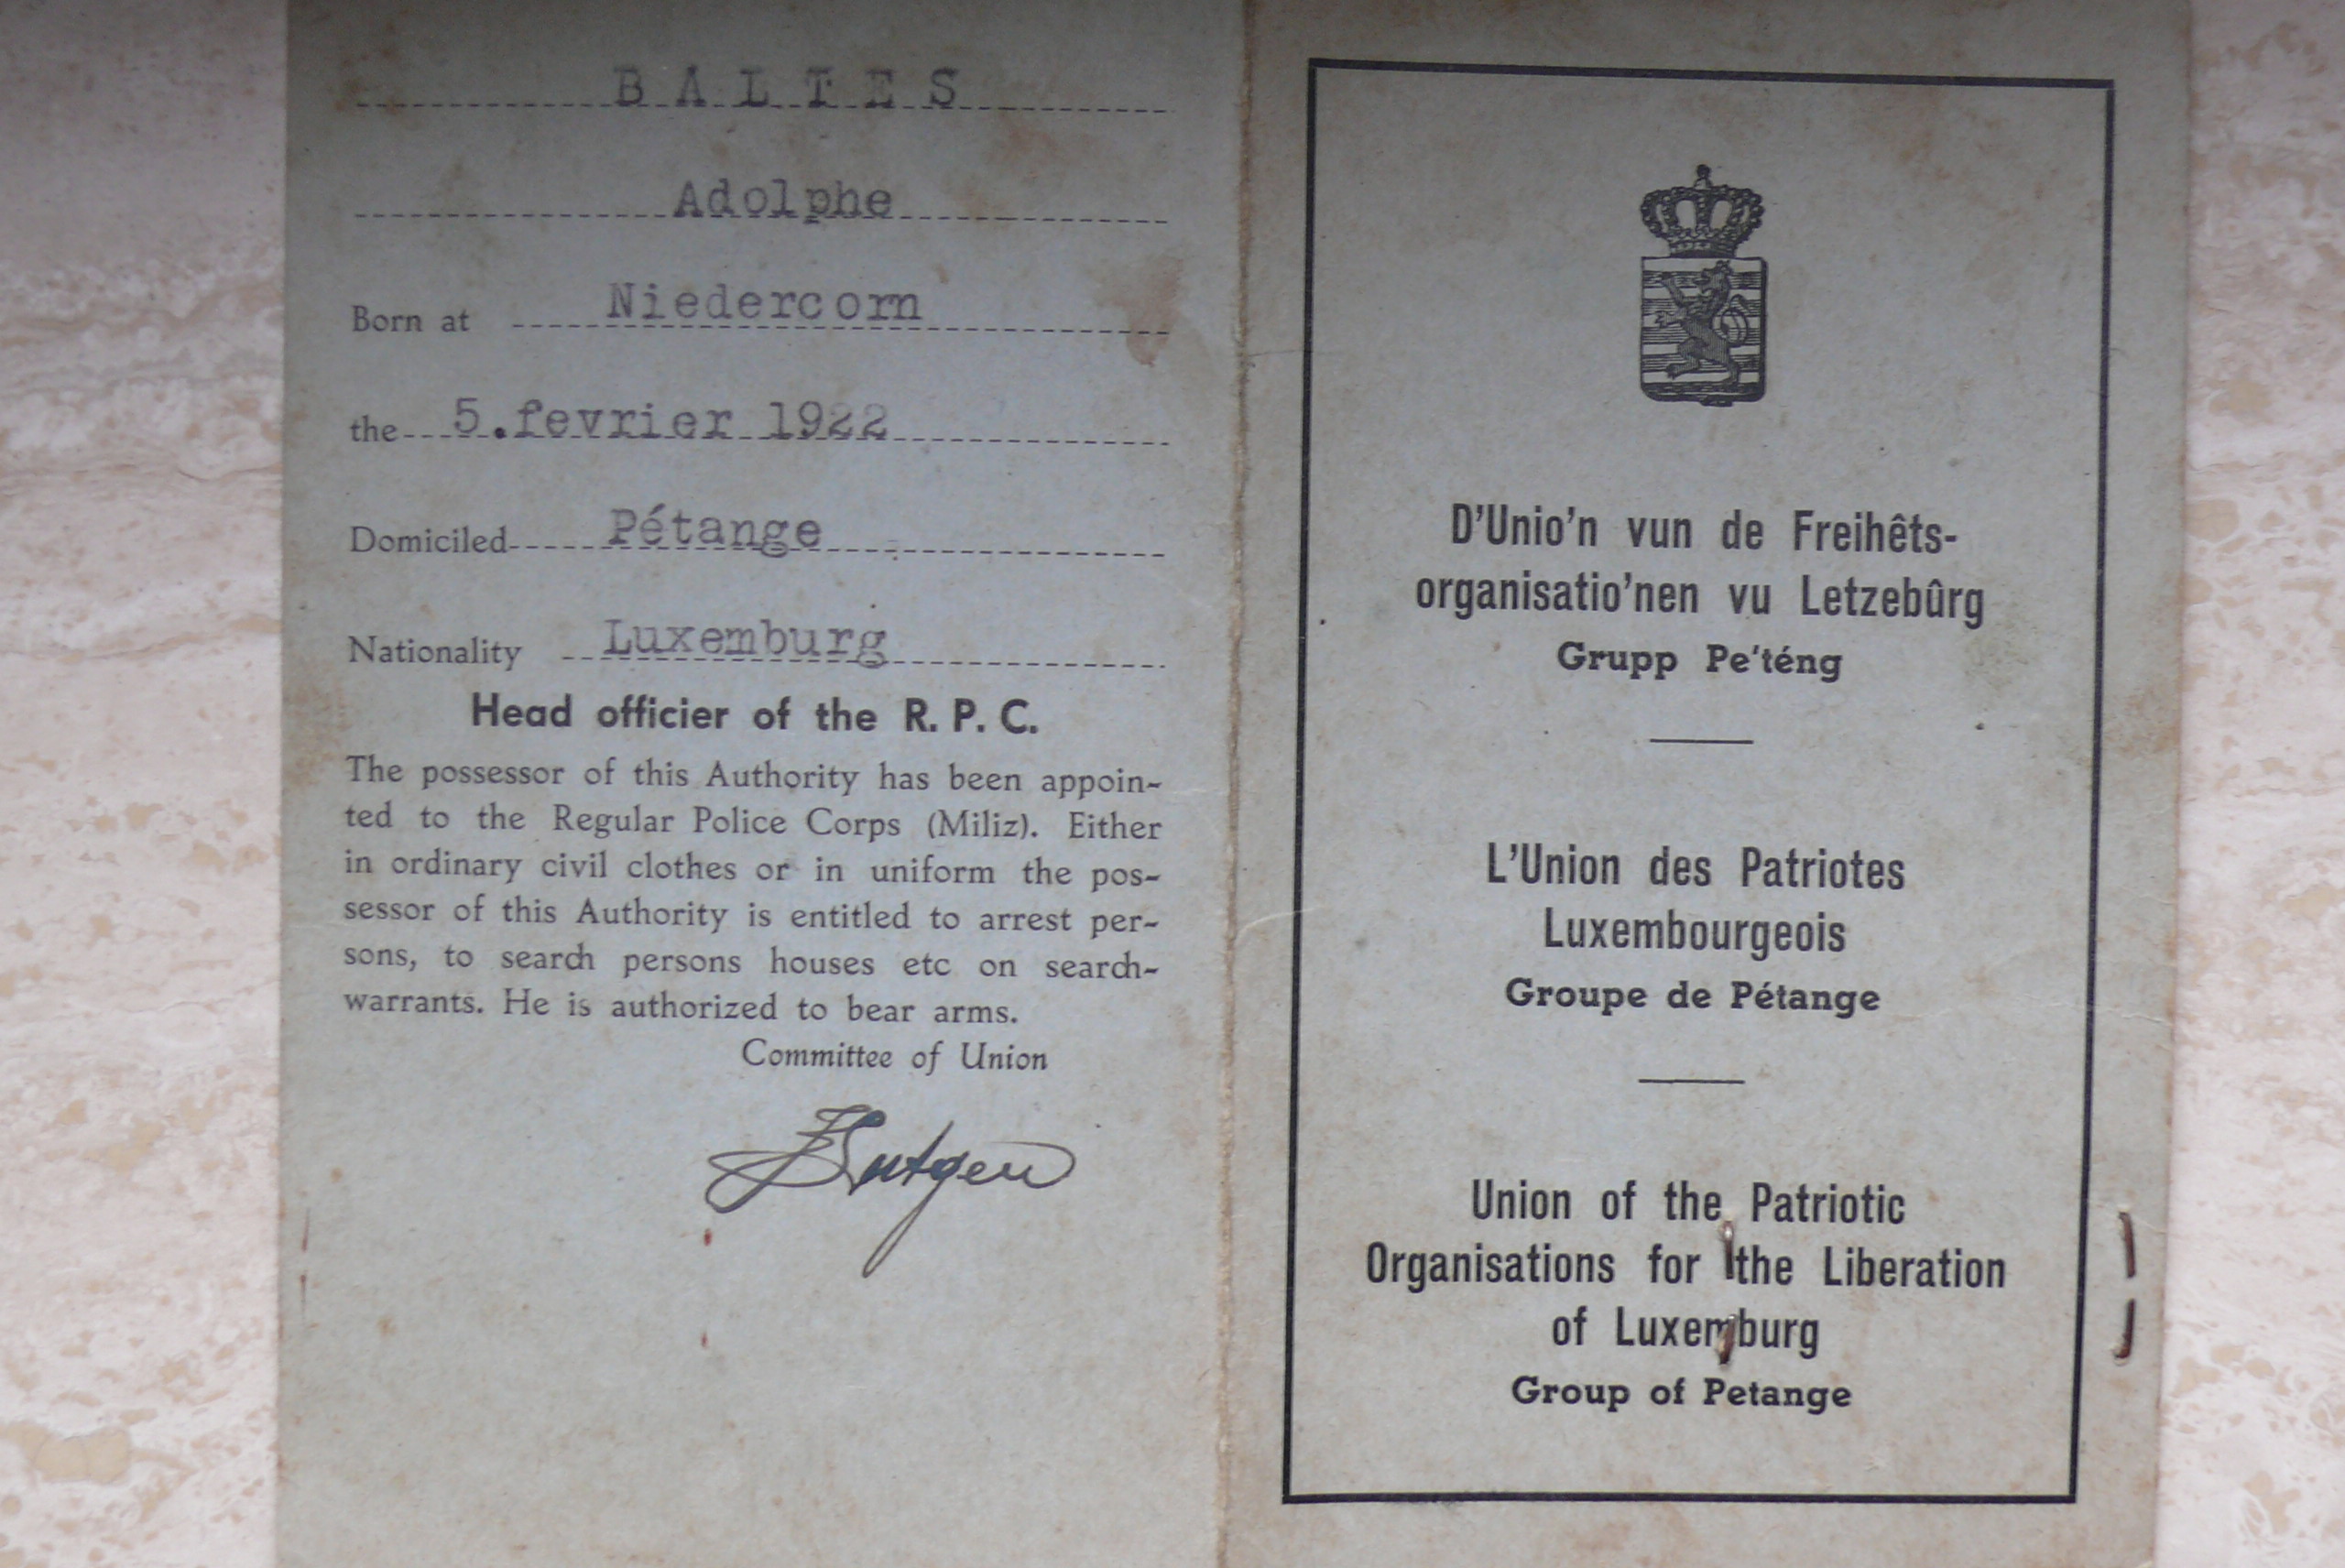 BALTES
Adolphe
Born at Niedercorn
the 5.fevrier 1922
Domiciled Pétange
Nationality Luxemburg
Head officier of the R. P. C.
The possessor of this Authority has been appoin-
ted to the Regular Police Corps (Miliz). Either
in ordinary civil clothes or in uniform the pos-
sessor of this Authority is entitled to arrest per-
sons, to search persons houses etc on search-
warrants. He is authorized to bear arms.
Committee of Union
D'Unio'n vun de Freihêts-
organisatio'nen vu Letzebûrg
Grupp Pe'téng
L'Union des Patriotes
Luxembourgeois
Groupe de Pétange
Union of the Patriotic
Organisations for the Liberation
of Luxemburg
Group of Petange